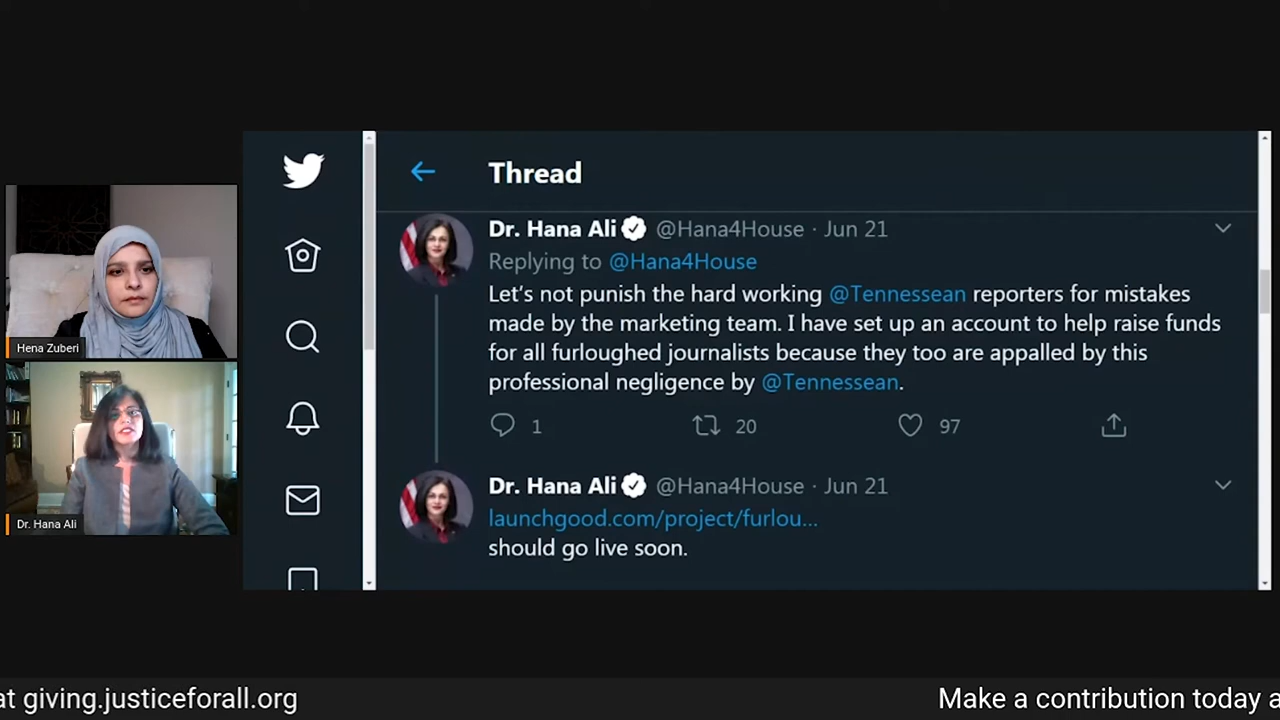 Hena Zuberi
Dr. Hana Ali
Thread
Dr. Hana Ali @Hana4House · Jun 21
Replying to @Hana4House
Let's not punish the hard working @Tennessean reporters for mistakes
made by the marketing team. I have set up an account to help raise funds
for all furloughed journalists because they too are appalled by this
professional negligence by @Tennessean.
1 20 97
Dr. Hana Ali @Hana4House · Jun 21
launchgood.com/project/furlou...
should go live soon.
at giving.justiceforall.org
Make a contribution today a